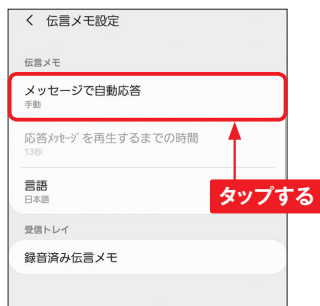 < 伝言メモ設定
伝言メモ
メッセージで自動応答
手動
応答ﾒｯｾｰｼﾞを再生するまでの時間
13秒
言語
日本語
タップする
受信トレイ
録音済み伝言メモ